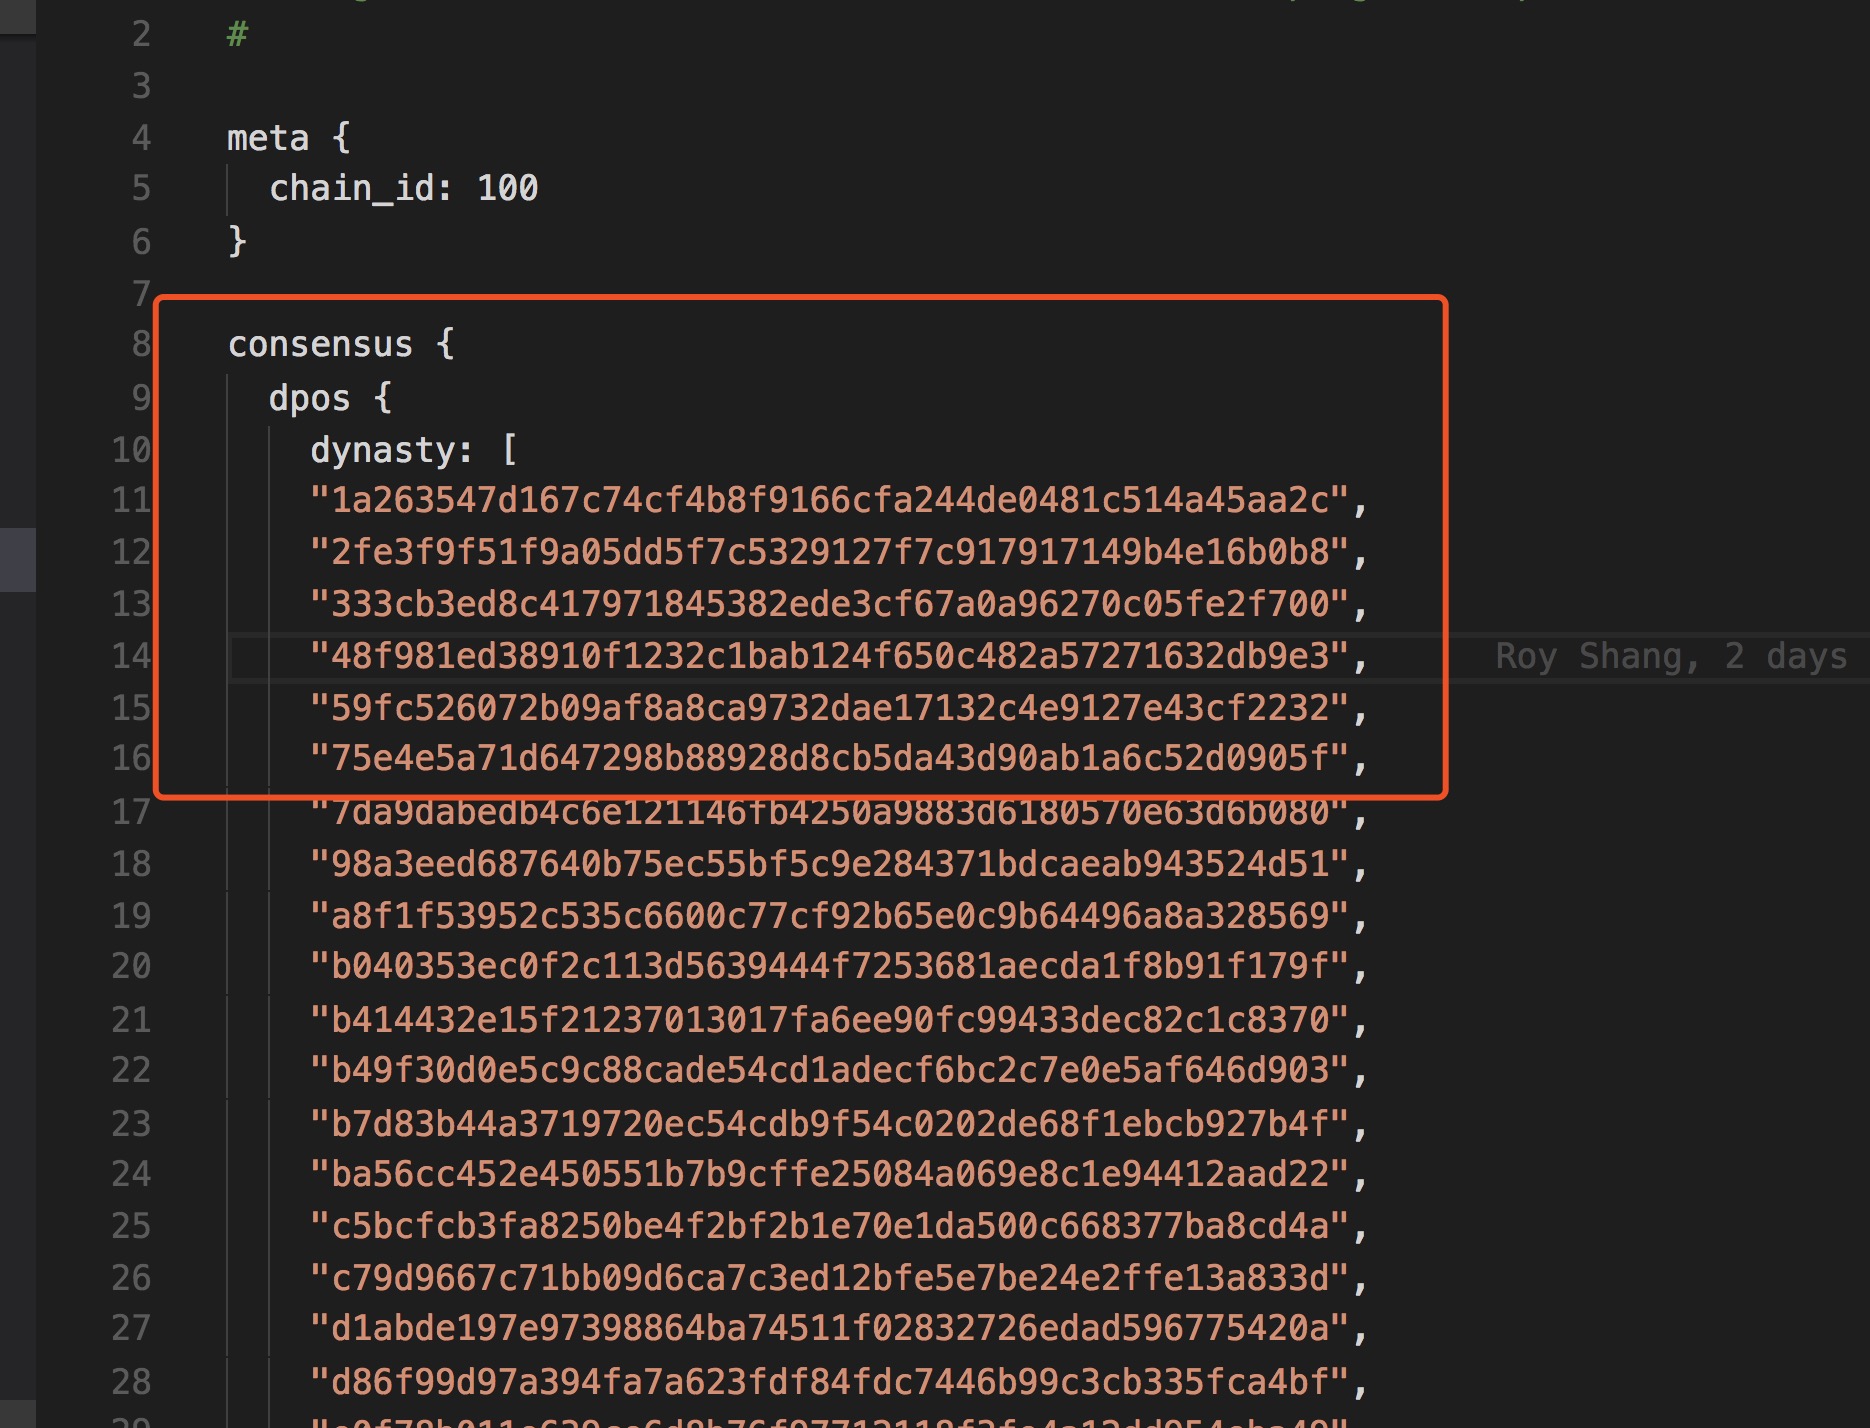 2 #
3
4 meta {
5 chain_id: 100
6 }
7
8 consensus {
9 dpos {
10 dynasty: [
11 "1a263547d167c74cf4b8f9166cfa244de0481c514a45aa2c",
12 "2fe3f9f51f9a05dd5f7c5329127f7c917917149b4e16b0b8",
13 "333cb3ed8c417971845382ede3cf67a0a96270c05fe2f700",
14 "48f981ed38910f1232c1bab124f650c482a57271632db9e3", Roy Shang, 2 days
15 "59fc526072b09af8a8ca9732dae17132c4e9127e43cf2232",
16 "75e4e5a71d647298b88928d8cb5da43d90ab1a6c52d0905f",
17 "7da9dabedb4c6e121146fb4250a9883d6180570e63d6b080",
18 "98a3eed687640b75ec55bf5c9e284371bdcaeab943524d51",
19 "a8f1f53952c535c6600c77cf92b65e0c9b64496a8a328569",
20 "b040353ec0f2c113d5639444f7253681aecda1f8b91f179f",
21 "b414432e15f21237013017fa6ee90fc99433dec82c1c8370",
22 "b49f30d0e5c9c88cade54cd1adecf6bc2c7e0e5af646d903",
23 "b7d83b44a3719720ec54cdb9f54c0202de68f1ebcb927b4f",
24 "ba56cc452e450551b7b9cffe25084a069e8c1e94412aad22",
25 "c5bcfcb3fa8250be4f2bf2b1e70e1da500c668377ba8cd4a",
26 "c79d9667c71bb09d6ca7c3ed12bfe5e7be24e2ffe13a833d",
27 "d1abde197e97398864ba74511f02832726edad596775420a",
28 "d86f99d97a394fa7a623fdf84fdc7446b99c3cb335fca4bf",
29